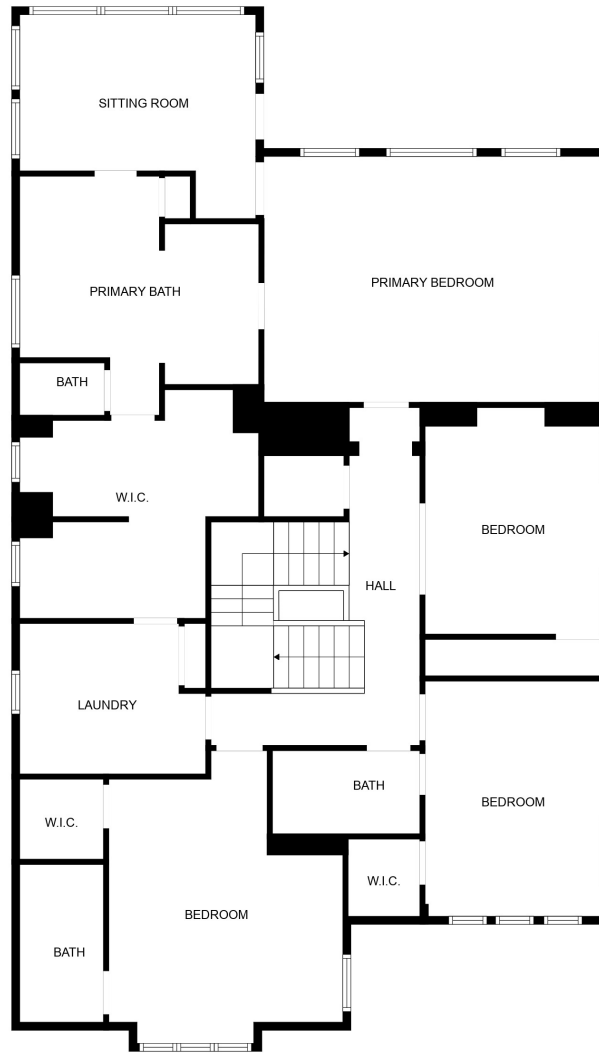 SITTING ROOM
PRIMARY BEDROOM
PRIMARY BATH
BATH
W.I.C.
BEDROOM
HALL
LAUNDRY
BATH
BEDROOM
W.I.C.
W.I.C.
BEDROOM
BATH